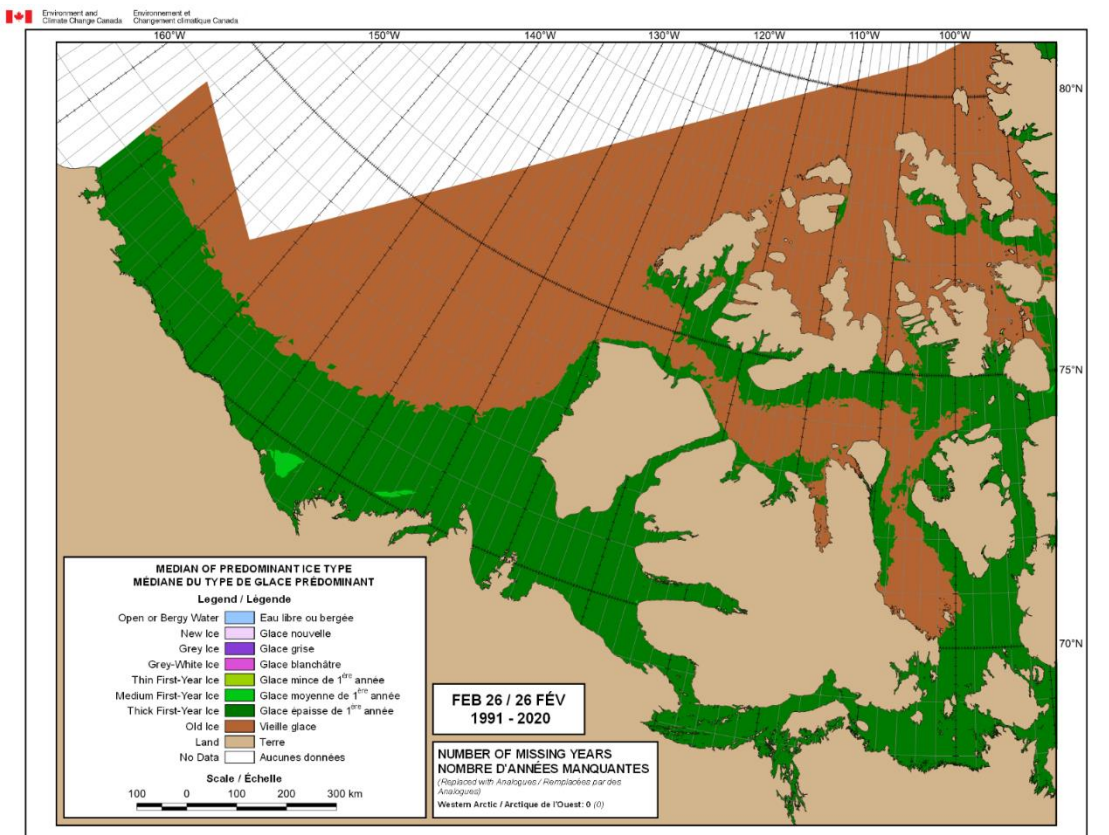 Environment and Environnement et
Climate Change Canada Changement climatique Canada
160°W 150°W 140°W 130°W 120°W 110°W 100°W
80°N
75°N
70°N
MEDIAN OF PREDOMINANT ICE TYPE
MÉDIANE DU TYPE DE GLACE PRÉDOMINANT
Legend / Légende
Open or Bergy Water Eau libre ou bergée
New Ice Glace nouvelle
Grey Ice Glace grise
Grey-White Ice Glace blanchâtre
Thin First-Year Ice Glace mince de 1ère année
Medium First-Year Ice Glace moyenne de 1ère année
Thick First-Year Ice Glace épaisse de 1ère année
Old Ice Vieille glace
Land Terre
No Data Aucunes données
Scale / Échelle
100 0 100 200 300 km
FEB 26 / 26 FÉV
1991 - 2020
NUMBER OF MISSING YEARS
NOMBRE D'ANNÉES MANQUANTES
(Replaced with Analogues / Remplacées par des
Analogues)
Western Arctic / Arctique de l'Ouest: 0 (0)